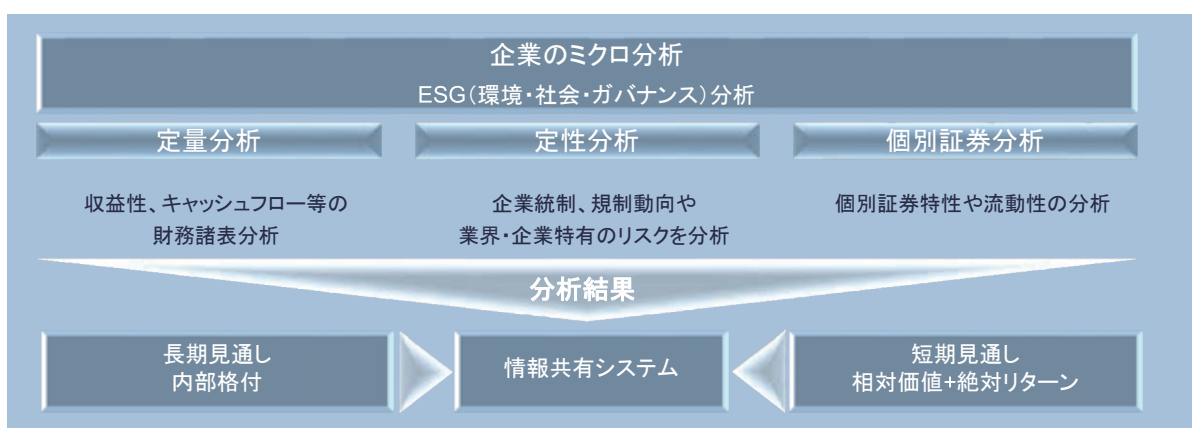 企業のミクロ分析
ESG(環境・社会・ガバナンス)分析
定量分析
収益性、キャッシュフロー等の
財務諸表分析
定性分析
企業統制、規制動向や
業界・企業特有のリスクを分析
個別証券分析
個別証券特性や流動性の分析
分析結果
長期見通し
内部格付
情報共有システム
短期見通し
相対価値+絶対リターン